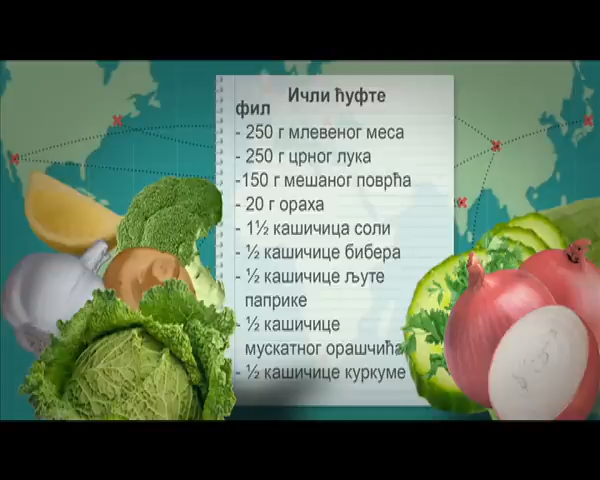 Ичли ћуфте
фил
- 250 г млевеног меса
- 250 г црног лука
-150 г мешаног поврћа
- 20 г ораха
- 1½ кашичица соли
- ½ кашичице бибера
- ½ кашичице љуте
паприке
- ½ кашичице
мускатног орашчића
- ½ кашичице куркуме